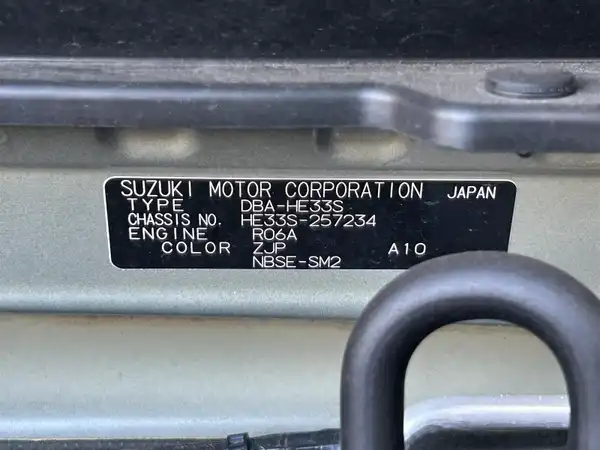 SUZUKI MOTOR CORPORATION JAPAN
TYPE DBA-HE33S
CHASSIS NO. HE33S-257234
ENGINE R06A
COLOR ZJP A10
NBSE-SM2